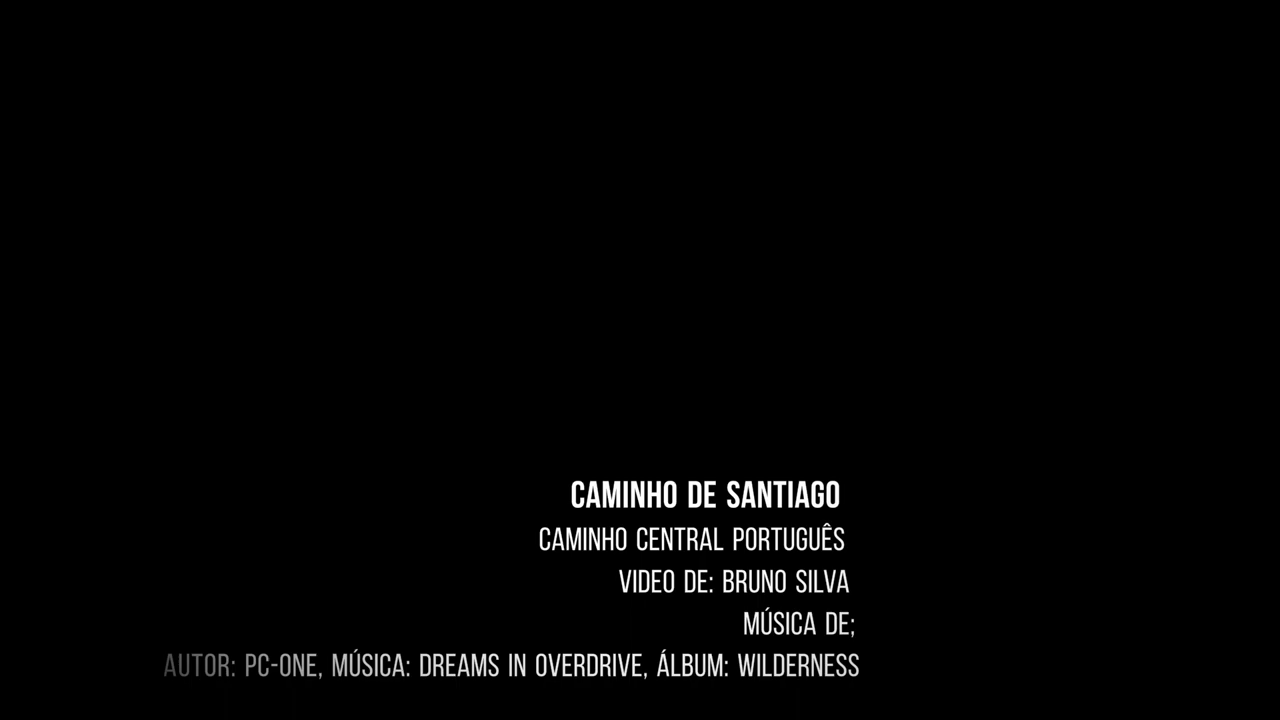 CAMINHO DE SANTIAGO
CAMINHO CENTRAL PORTUGUÊS
VIDEO DE: BRUNO SILVA
MÚSICA DE;
AUTOR: PC-ONE, MÚSICA: DREAMS IN OVERDRIVE, ÁLBUM: WILDERNESS